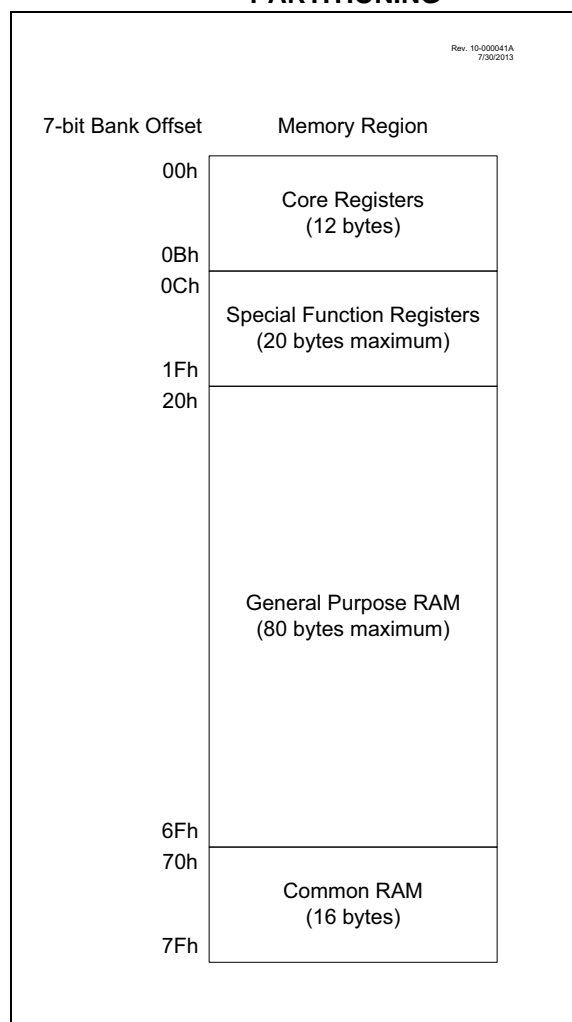 PARTITIONING
Rev. 10-000041A
7/30/2013
7-bit Bank Offset Memory Region
00h
Core Registers
(12 bytes)
0Bh
0Ch
Special Function Registers
(20 bytes maximum)
1Fh
20h
General Purpose RAM
(80 bytes maximum)
6Fh
70h
Common RAM
(16 bytes)
7Fh